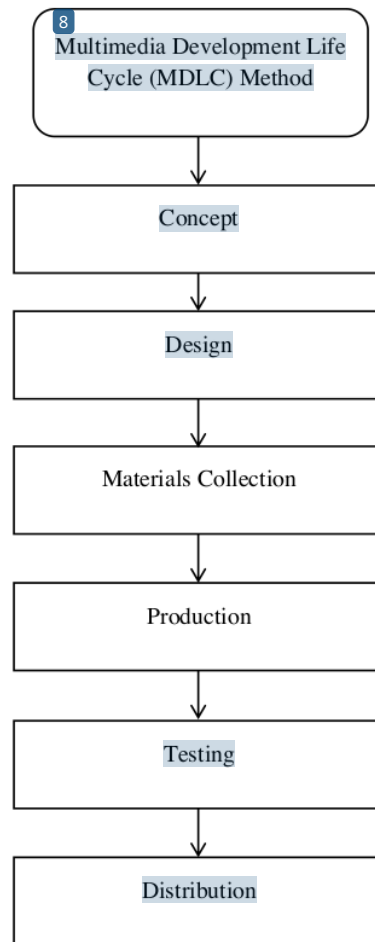 8
Multimedia Development Life
Cycle (MDLC) Method
Concept
Design
Materials Collection
Production
Testing
Distribution